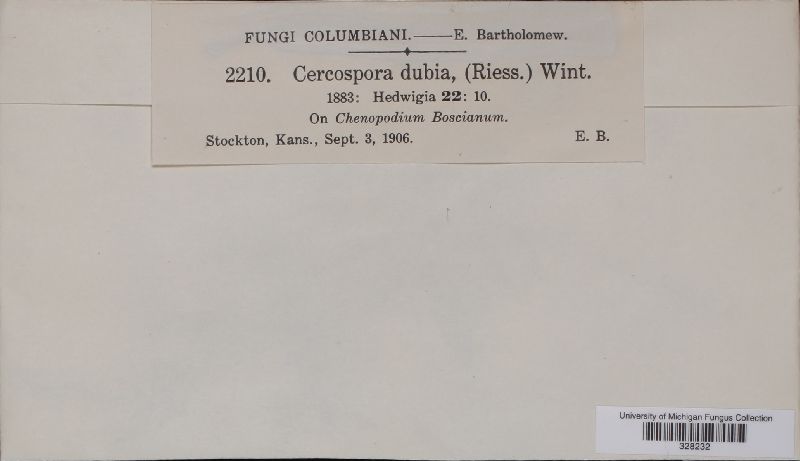 FUNGI COLUMBIANI.——E. Bartholomew.
2210. Cercospora dubia, (Riess.) Wint.
1883: Hedwigia 22: 10.
On Chenopodium Boscianum.
Stockton, Kans., Sept. 3, 1906. E. B.
University of Michigan Fungus Collection
328232